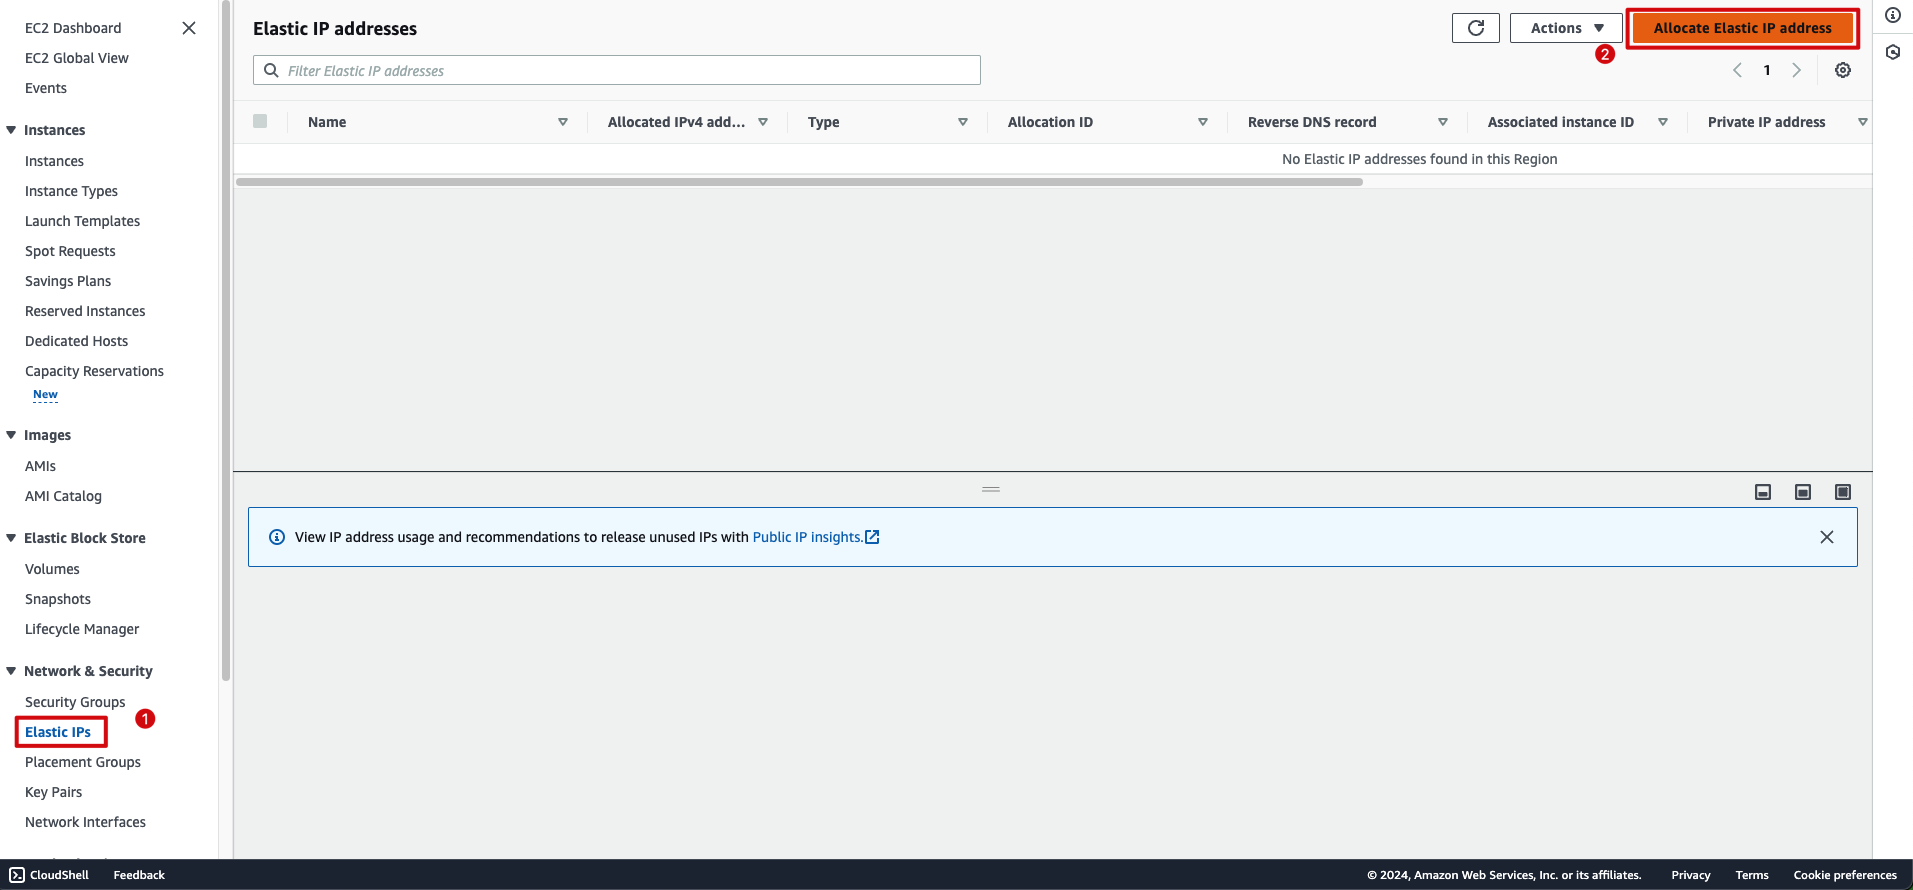 EC2 Dashboard
EC2 Global View
Events
Instances
Instances
Instance Types
Launch Templates
Spot Requests
Savings Plans
Reserved Instances
Dedicated Hosts
Capacity Reservations
New
Images
AMIs
AMI Catalog
Elastic Block Store
Volumes
Snapshots
Lifecycle Manager
Network & Security
Security Groups
1
Elastic IPs
Placement Groups
Key Pairs
Network Interfaces
Elastic IP addresses
Actions
Allocate Elastic IP address
2
Filter Elastic IP addresses
1
Name Allocated IPv4 add... Type Allocation ID Reverse DNS record Associated instance ID Private IP address
No Elastic IP addresses found in this Region
View IP address usage and recommendations to release unused IPs with Public IP insights.
CloudShell Feedback © 2024, Amazon Web Services, Inc. or its affiliates. Privacy Terms Cookie preferences